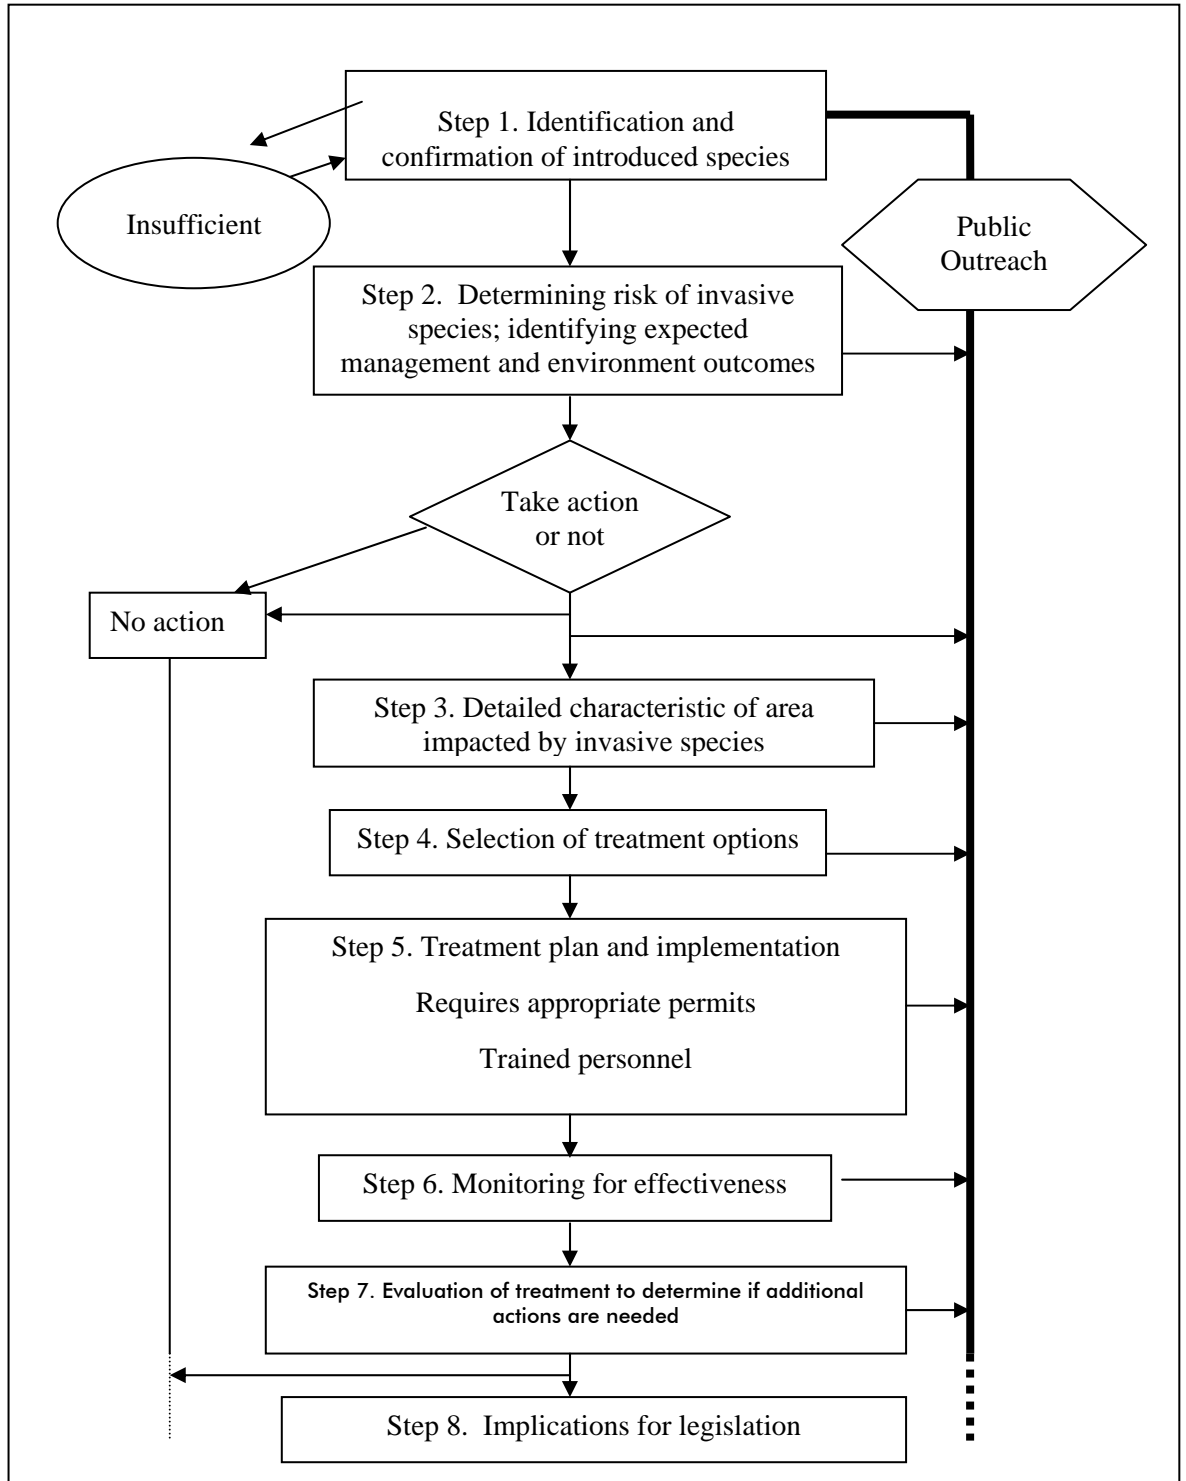 Step 1. Identification and
confirmation of introduced species
Insufficient
Public
Outreach
Step 2. Determining risk of invasive
species; identifying expected
management and environment outcomes
Take action
or not
No action
Step 3. Detailed characteristic of area
impacted by invasive species
Step 4. Selection of treatment options
Step 5. Treatment plan and implementation
Requires appropriate permits
Trained personnel
Step 6. Monitoring for effectiveness
Step 7. Evaluation of treatment to determine if additional
actions are needed
Step 8. Implications for legislation